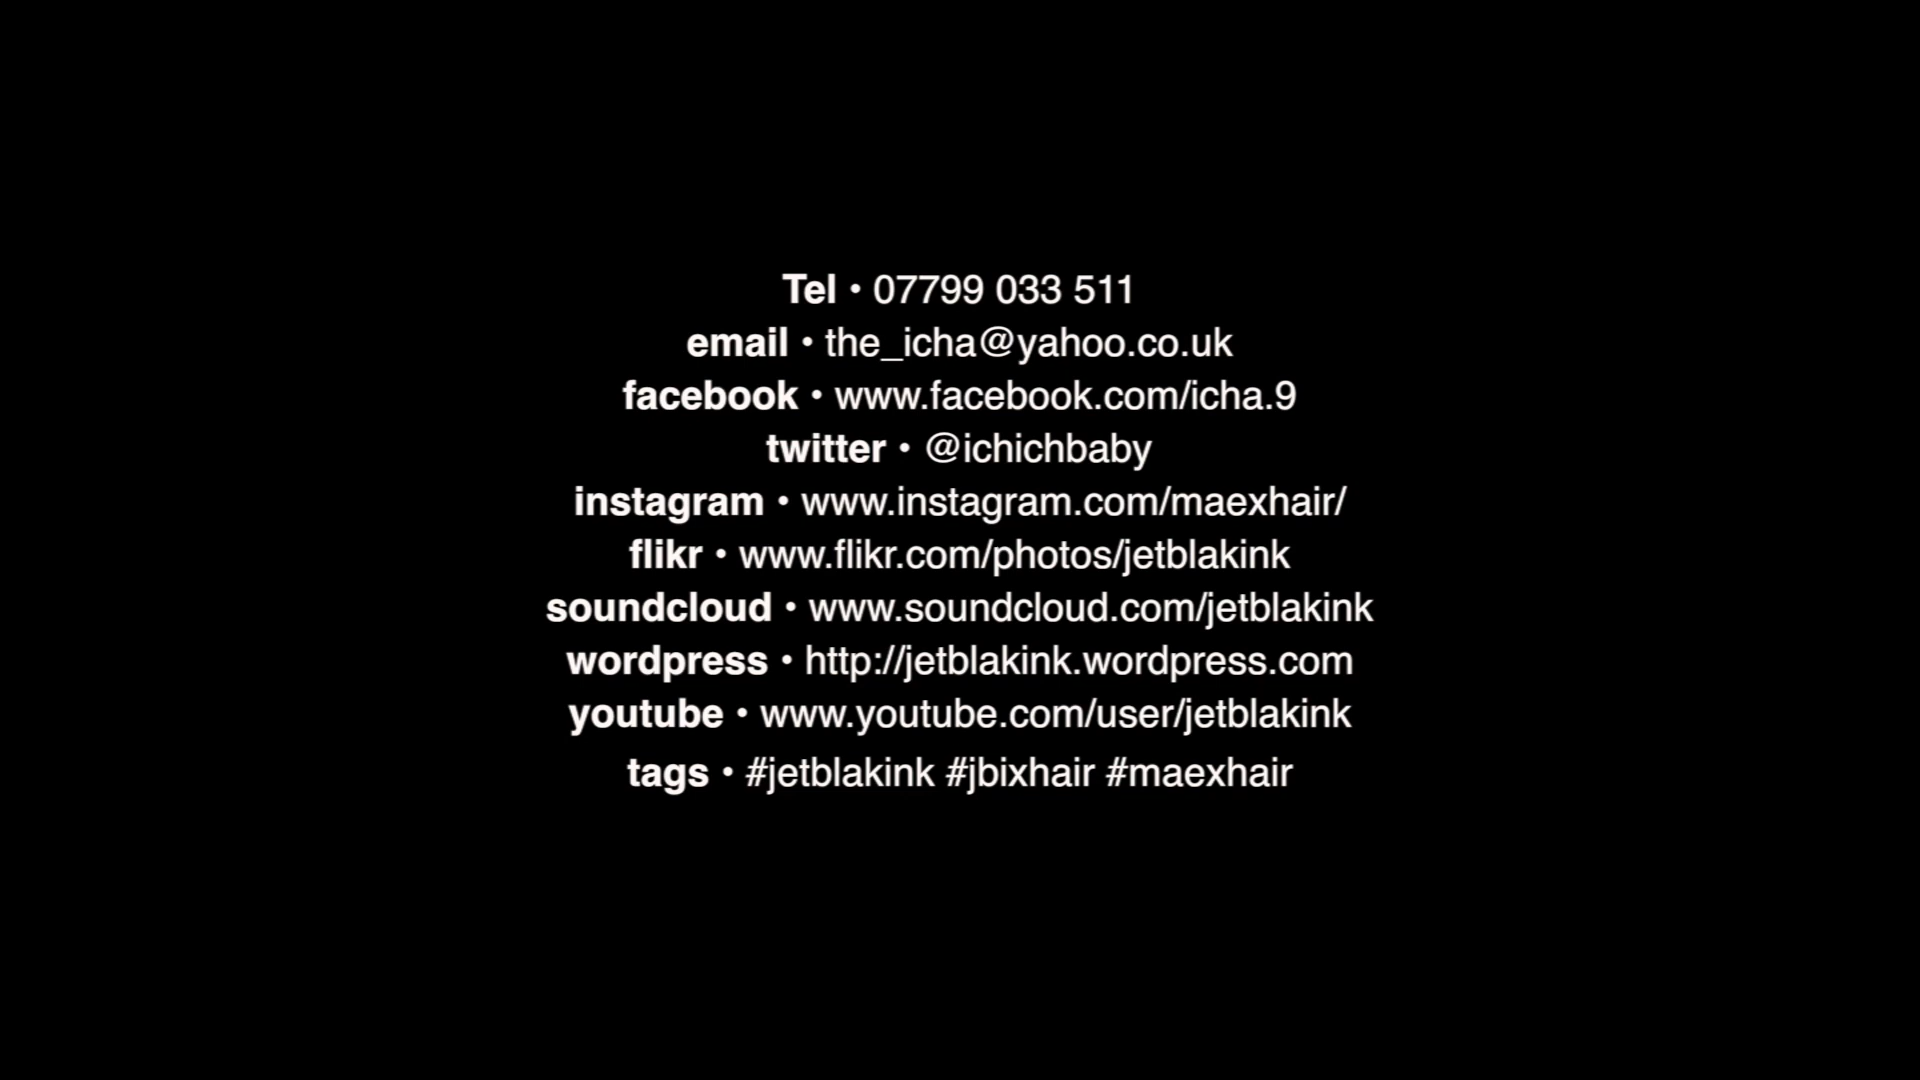 Tel • 07799 033 511
email • the_icha@yahoo.co.uk
facebook • www.facebook.com/icha.9
twitter • @ichichbaby
instagram • www.instagram.com/maexhair/
flikr • www.flikr.com/photos/jetblakink
soundcloud • www.soundcloud.com/jetblakink
wordpress • http://jetblakink.wordpress.com
youtube • www.youtube.com/user/jetblakink
tags • #jetblakink #jbixhair #maexhair